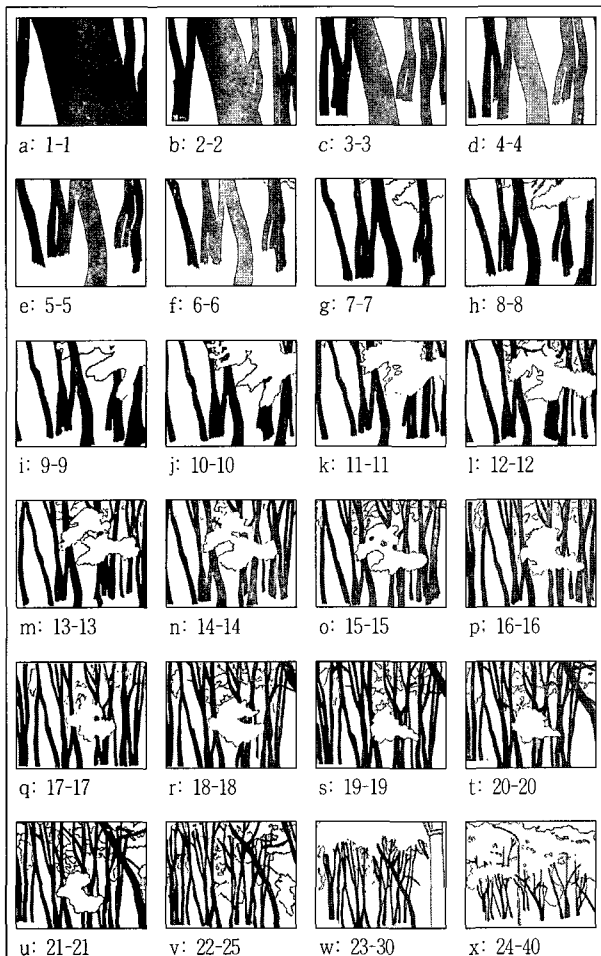 a: 1-1 b: 2-2 c: 3-3 d: 4-4
e: 5-5 f: 6-6 g: 7-7 h: 8-8
i: 9-9 j: 10-10 k: 11-11 l: 12-12
m: 13-13 n: 14-14 o: 15-15 p: 16-16
q: 17-17 r: 18-18 s: 19-19 t: 20-20
u: 21-21 v: 22-25 w: 23-30 x: 24-40